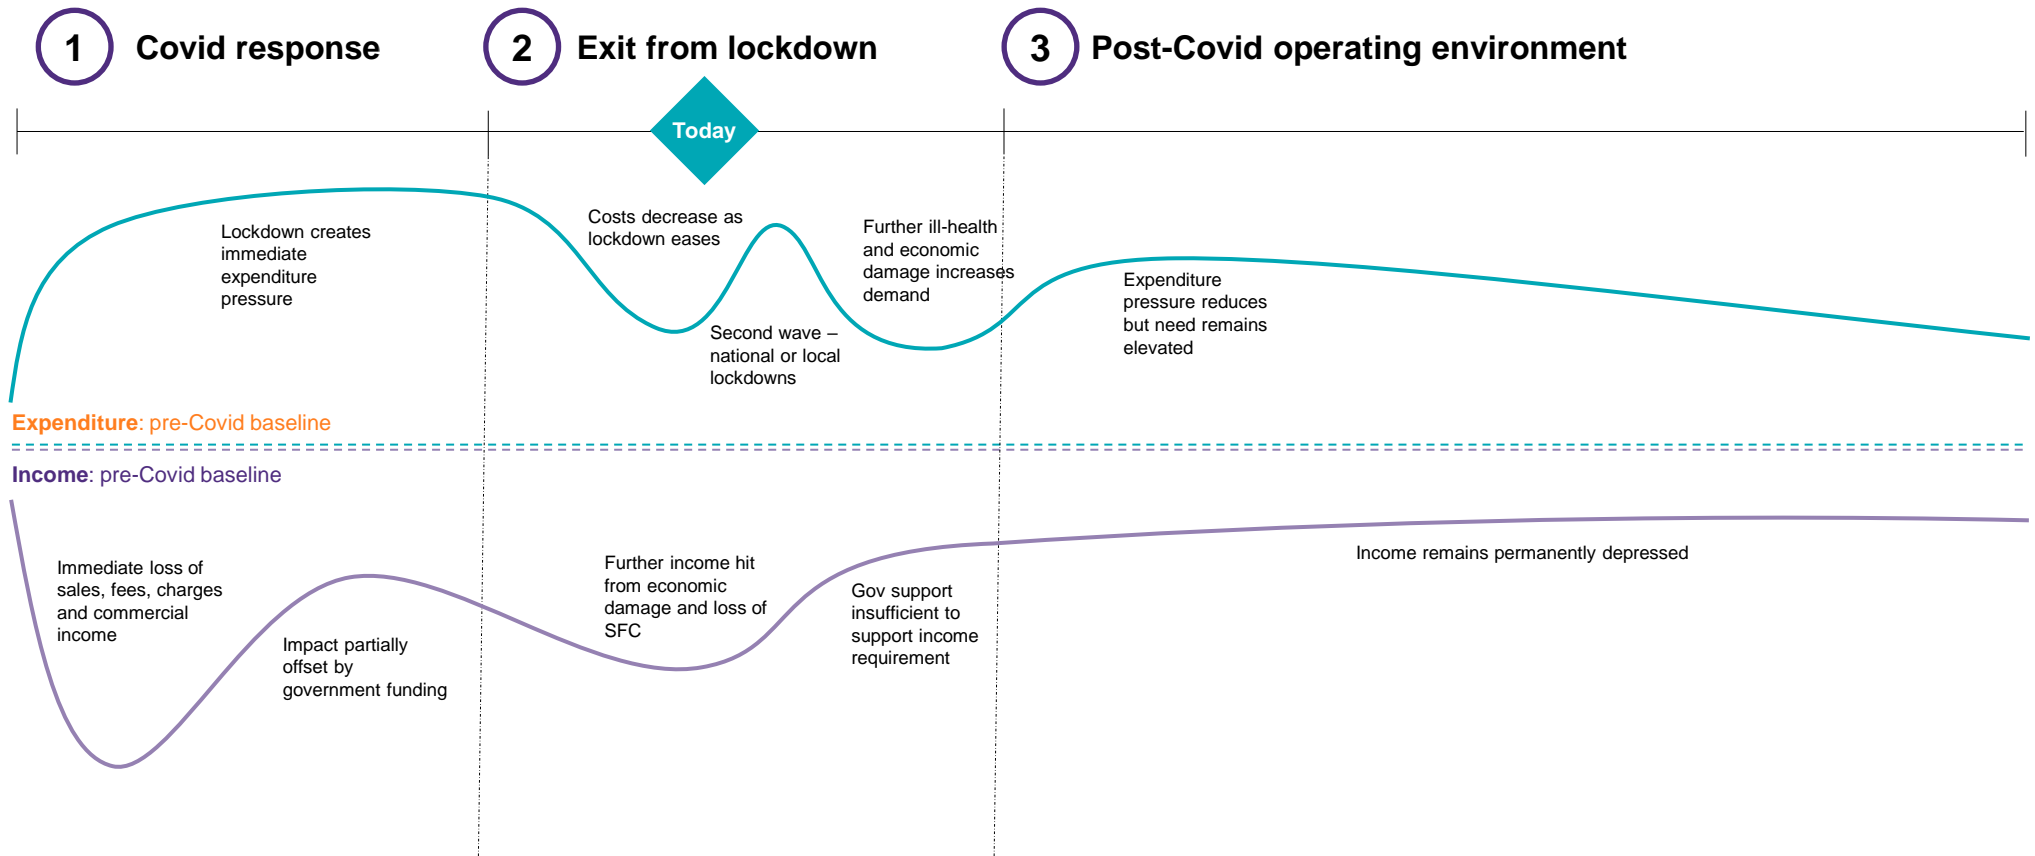 1
Covid response
2
Exit from lockdown
3
Post-Covid operating environment
Today
Lockdown creates
immediate
expenditure
pressure
Costs decrease as
lockdown eases
Second wave –
national or local
lockdowns
Further ill-health
and economic
damage increases
demand
Expenditure
pressure reduces
but need remains
elevated
Expenditure: pre-Covid baseline
Income: pre-Covid baseline
Immediate loss of
sales, fees, charges
and commercial
income
Impact partially
offset by
government funding
Further income hit
from economic
damage and loss of
SFC
Gov support
insufficient to
support income
requirement
Income remains permanently depressed